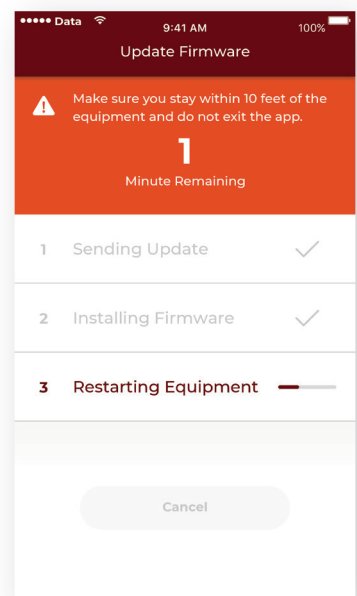 Data 9:41 AM 100%
Update Firmware
Make sure you stay within 10 feet of the
equipment and do not exit the app.
1
Minute Remaining
1 Sending Update
2 Installing Firmware
3 Restarting Equipment
Cancel